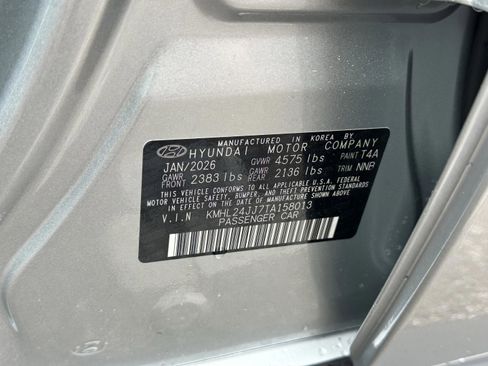 MANUFACTURED IN KOREA BY
HYUNDAI MOTOR COMPANY
JAN/2026 GVWR 4575 lbs PAINT T4A
GAWR FRONT 2383 lbs GAWR REAR 2136 lbs TRIM NNB
THIS VEHICLE CONFORMS TO ALL APPLICABLE U.S.A. FEDERAL
MOTOR VEHICLE SAFETY, BUMPER, AND THEFT PREVENTION STANDARDS
IN EFFECT ON THE DATE OF MANUFACTURE SHOWN ABOVE.
V.I.N KMHL24JJ7TA158013
PASSENGER CAR